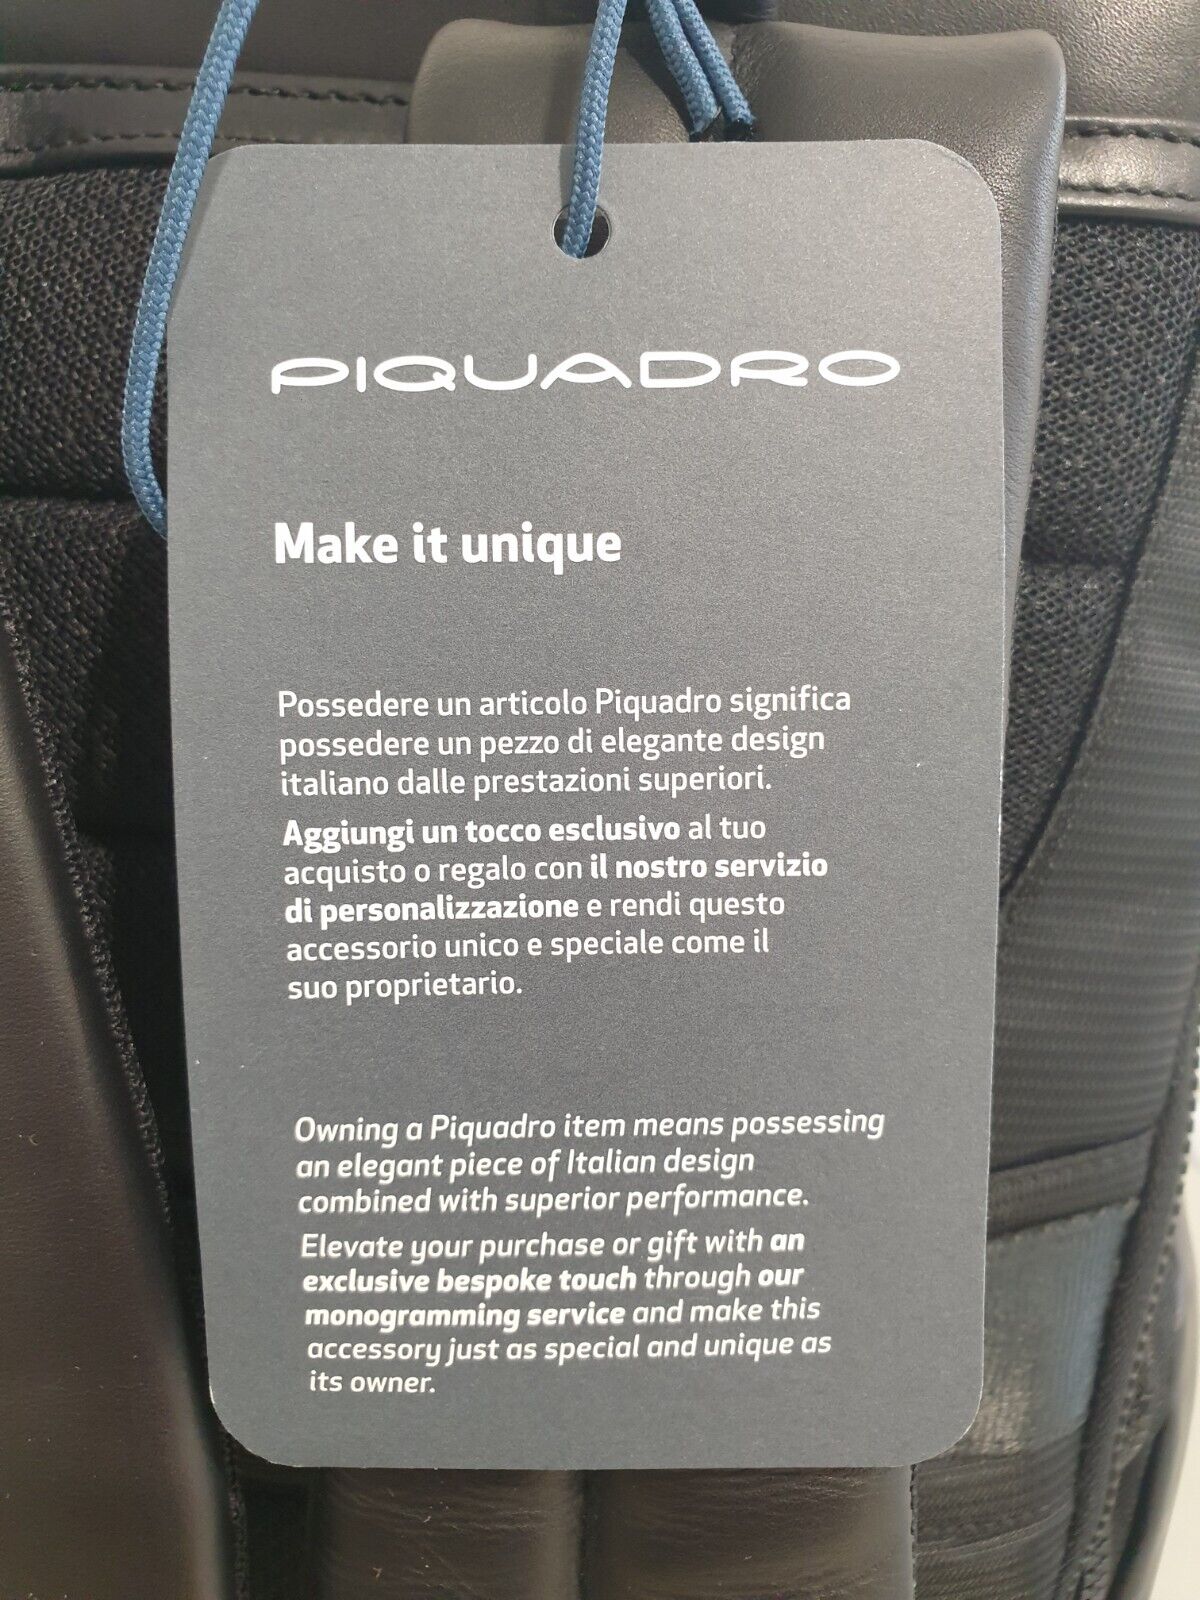 PIQUADRO
Make it unique
Possedere un articolo Piquadro significa
possedere un pezzo di elegante design
italiano dalle prestazioni superiori.
Aggiungi un tocco esclusivo al tuo
acquisto o regalo con il nostro servizio
di personalizzazione e rendi questo
accessorio unico e speciale come il
suo proprietario.
Owning a Piquadro item means possessing
an elegant piece of Italian design
combined with superior performance.
Elevate your purchase or gift with an
exclusive bespoke touch through our
monogramming service and make this
accessory just as special and unique as
its owner.